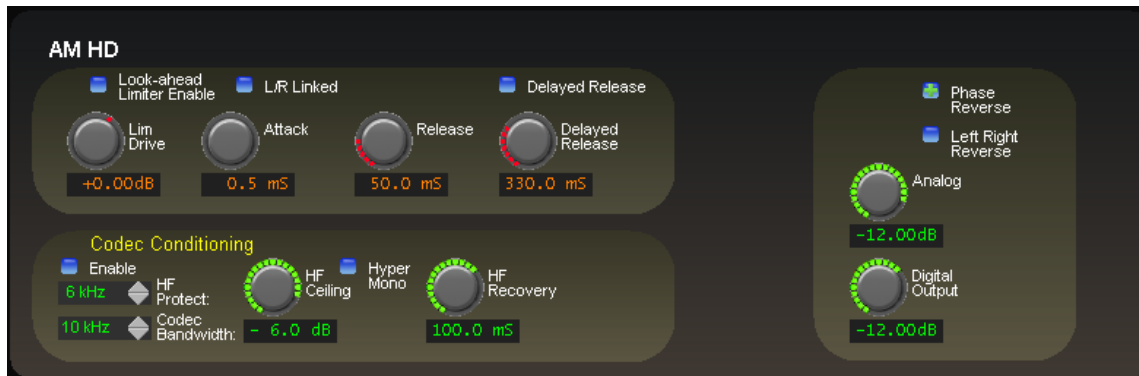 AM HD
Look-ahead
Limiter Enable
L/R Linked
Delayed Release
Lim
Drive
Attack
Release
Delayed
Release
+0.00dB
0.5 mS
50.0 mS
330.0 mS
Codec Conditioning
Enable
6 kHz
HF
Protect:
10 kHz
Codec
Bandwidth:
HF
Ceiling
- 6.0 dB
Hyper
Mono
HF
Recovery
100.0 mS
Phase
Reverse
Left Right
Reverse
Analog
-12.00dB
Digital
Output
-12.00dB